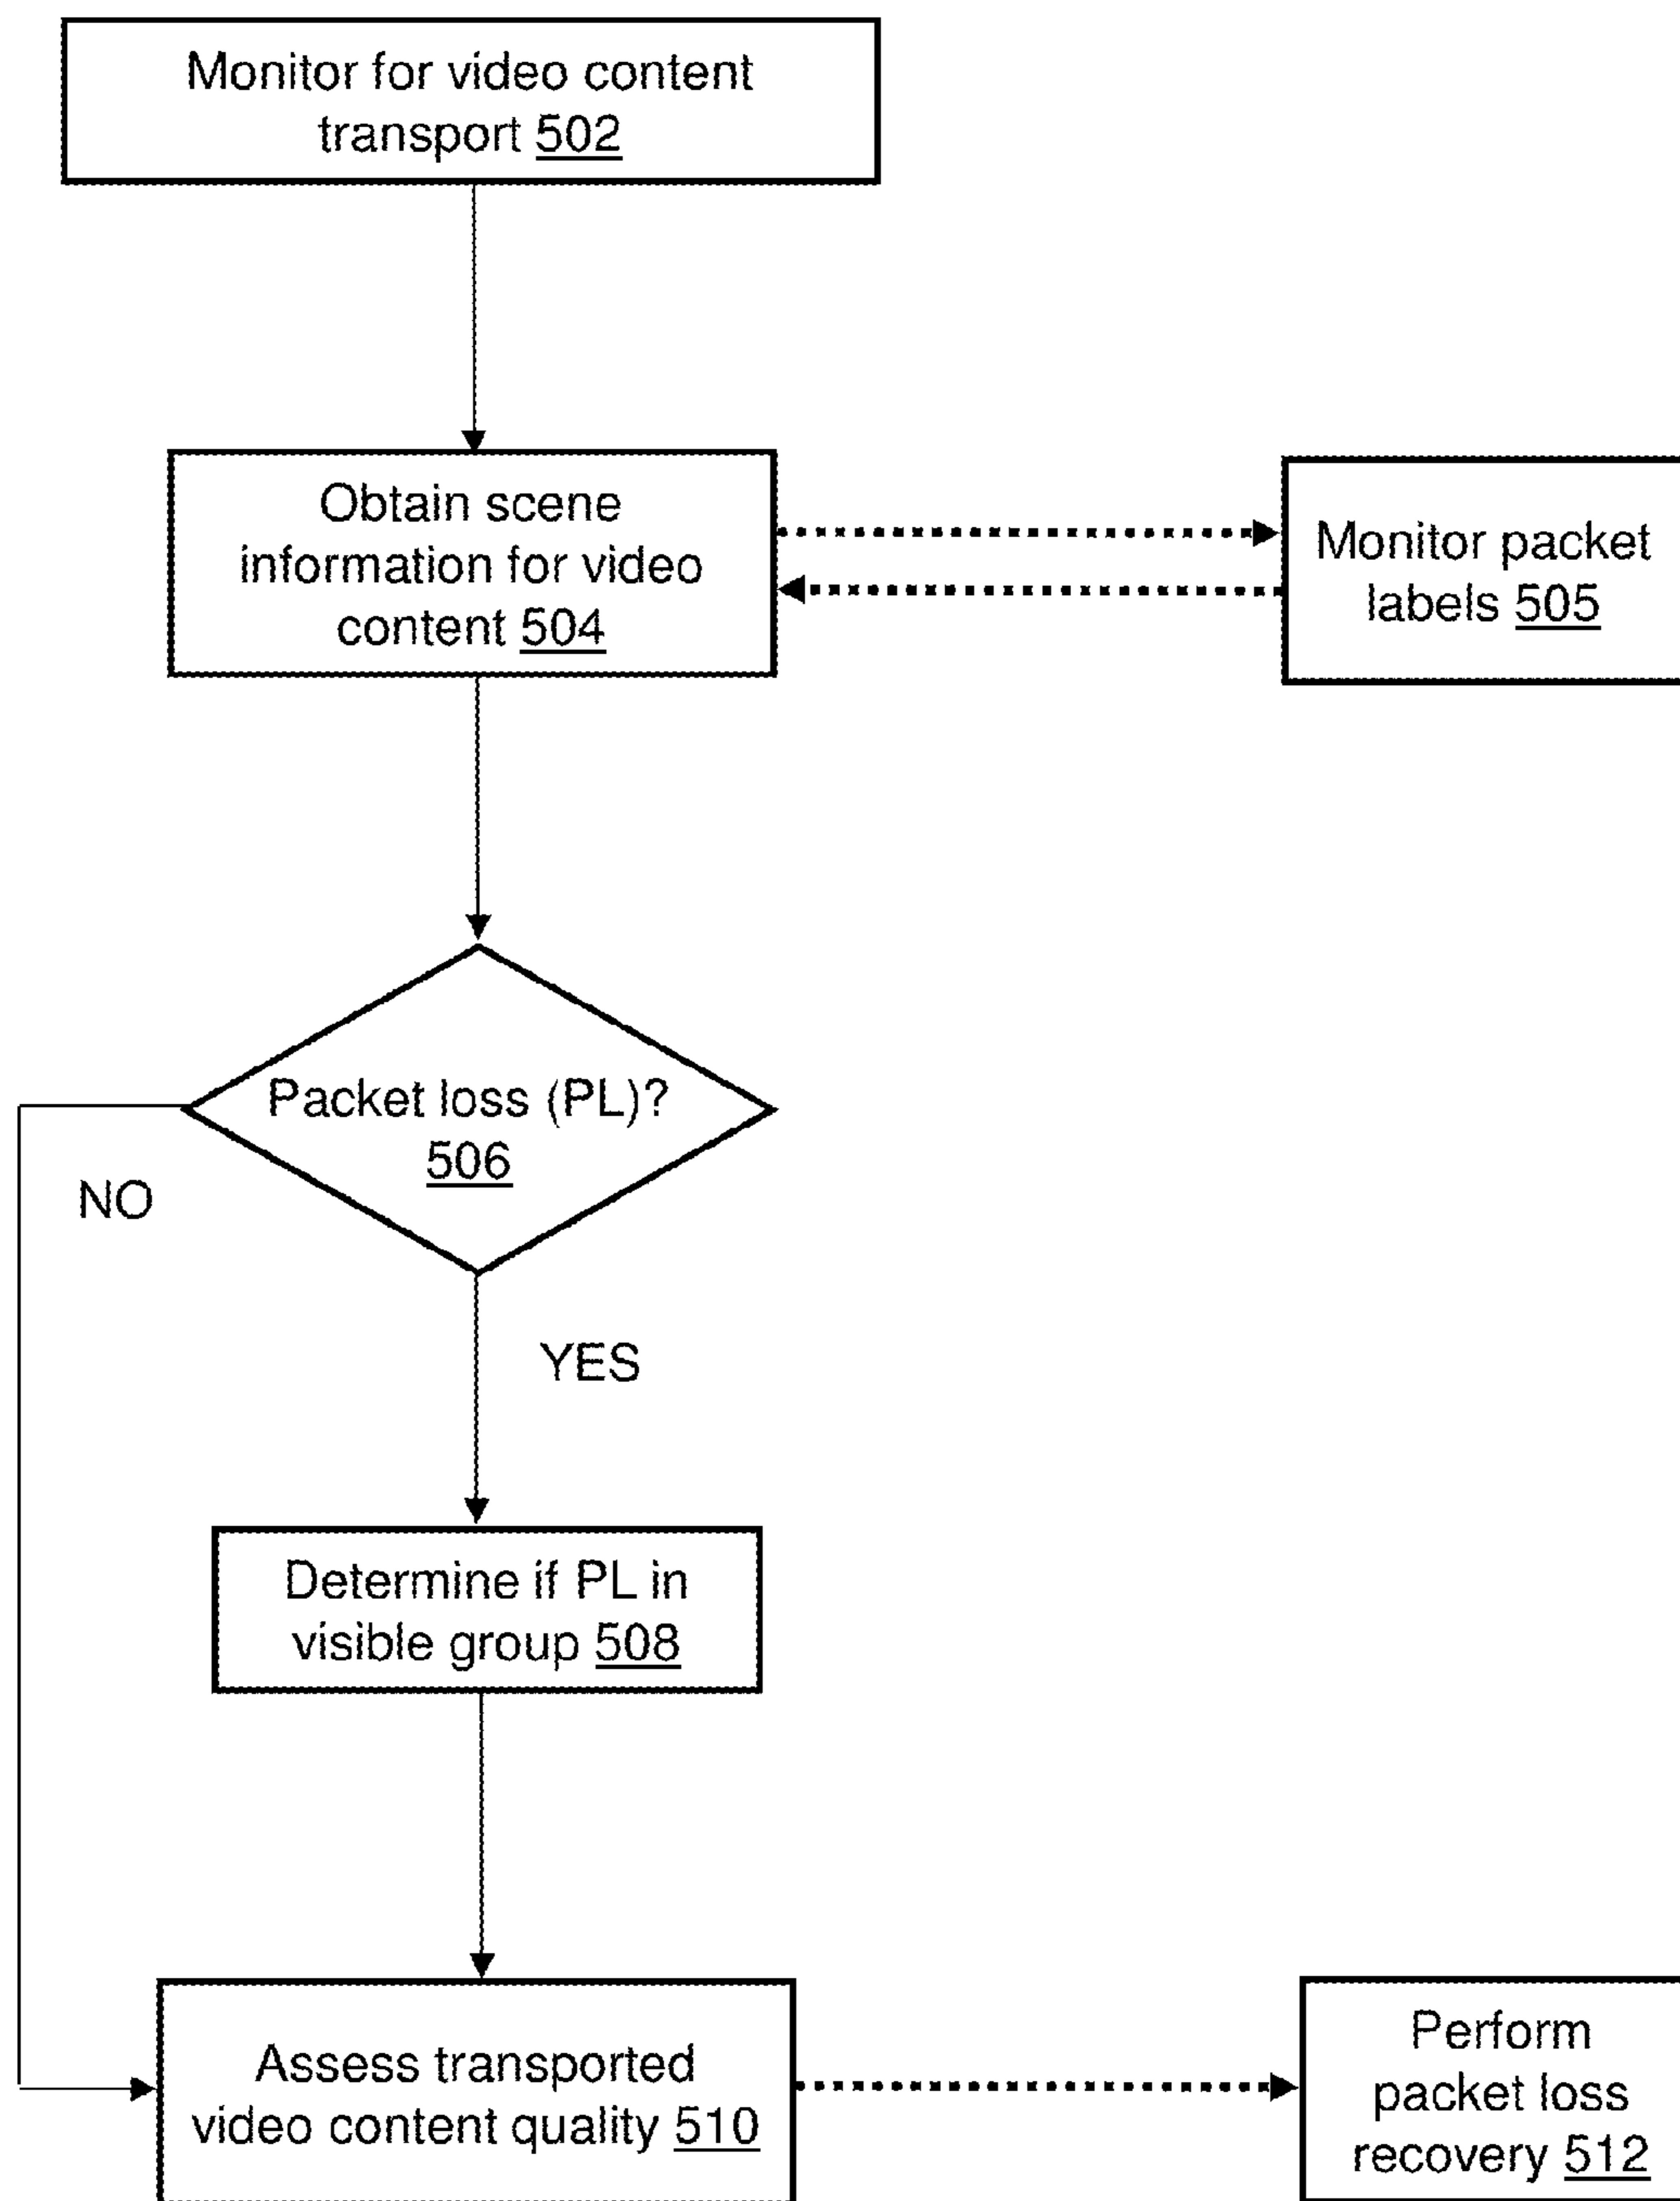 Monitor for video content
transport 502
Obtain scene
information for video
content 504
Monitor packet
labels 505
Packet loss (PL)?
506
NO
YES
Determine if PL in
visible group 508
Assess transported
video content quality 510
Perform
packet loss
recovery 512